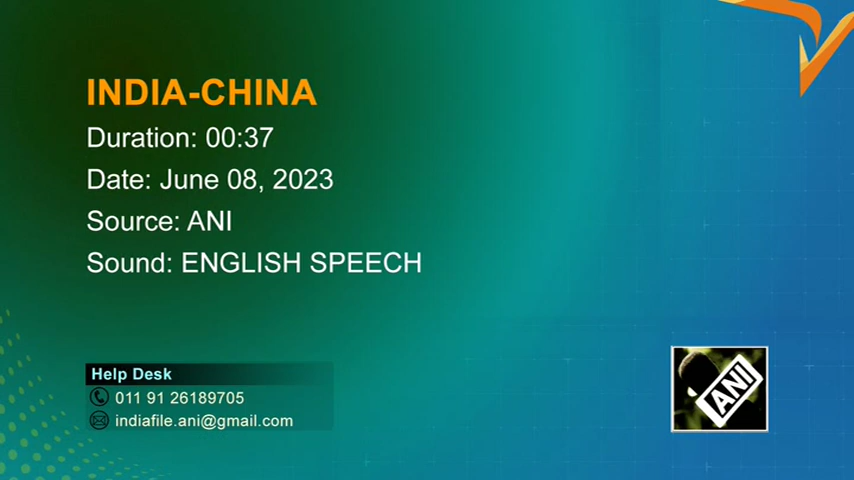 INDIA-CHINA
Duration: 00:37
Date: June 08, 2023
Source: ANI
Sound: ENGLISH SPEECH
Help Desk
011 91 26189705
indiafile.ani@gmail.com
ANI